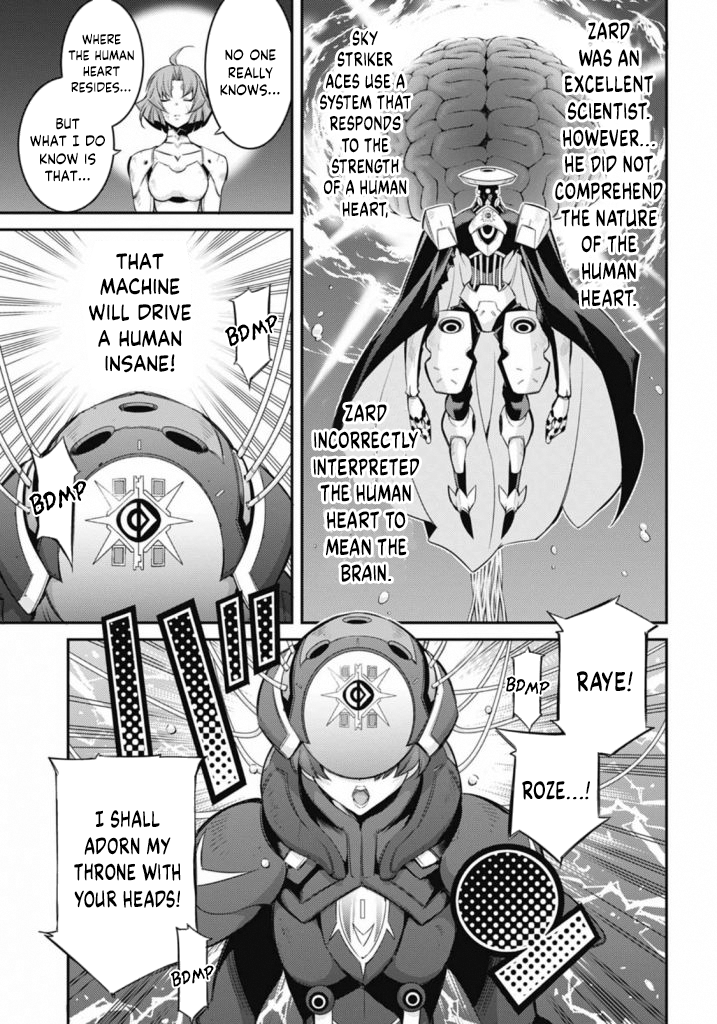 ZARD
WAS AN
EXCELLENT
SCIENTIST.
HOWEVER...
HE DID NOT
COMPREHEND
THE NATURE
OF THE
HUMAN
HEART.
SKY
STRIKER
ACES USE A
SYSTEM THAT
RESPONDS
TO THE
STRENGTH
OF A HUMAN
HEART,
ZARD
INCORRECTLY
INTERPRETED
THE HUMAN
HEART TO
MEAN THE
BRAIN.
NO ONE
REALLY
KNOWS...
WHERE
THE HUMAN
HEART
RESIDES...
BUT
WHAT I DO
KNOW IS
THAT...
THAT
MACHINE
WILL DRIVE
A HUMAN
INSANE!
BDMP
BDMP
RAYE!
BDMP
ROZE...!
I SHALL
ADORN MY
THRONE WITH
YOUR HEADS!
BDMP